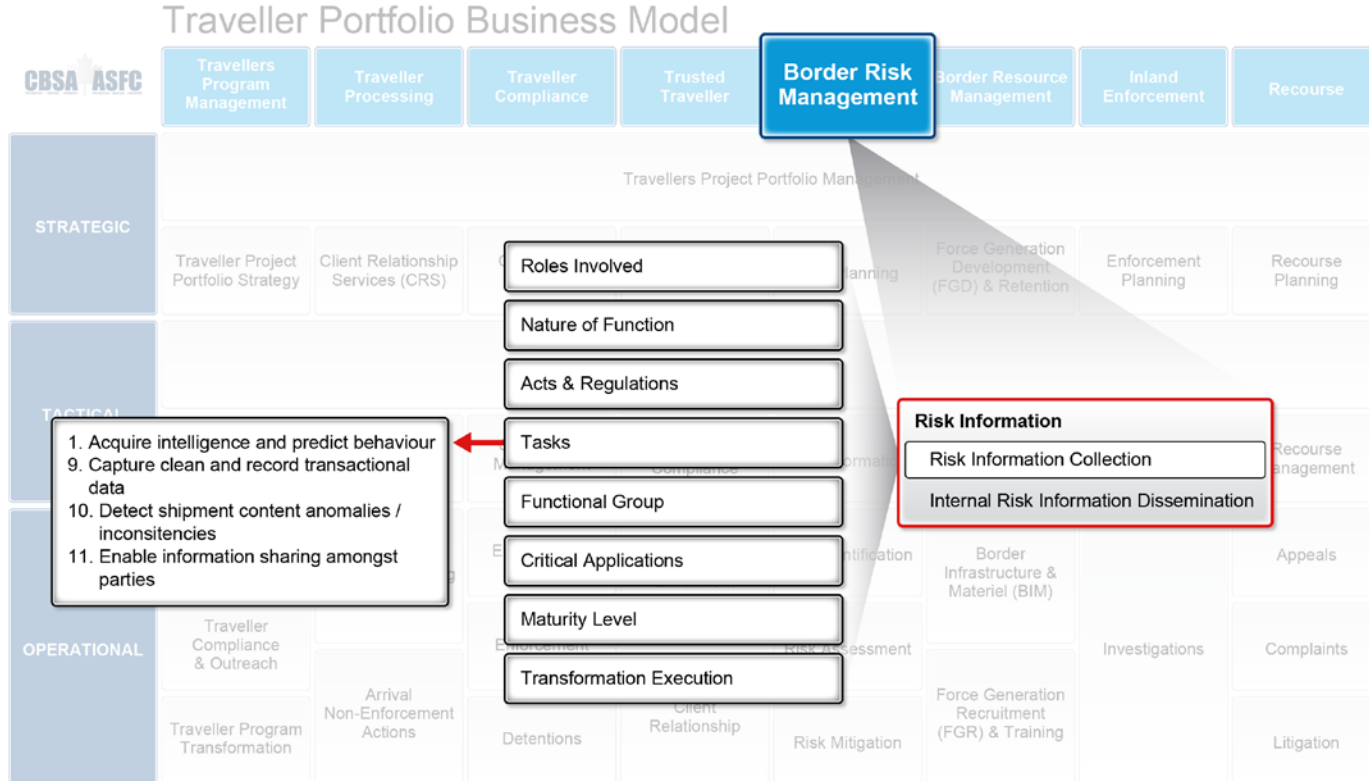 Traveller Portfolio Business Model
CBSA ASFC
Travellers
Program
Management
Traveller
Processing
Traveller
Compliance
Trusted
Traveller
Border Risk
Management
Border Resource
Management
Inland
Enforcement
Recourse
STRATEGIC
Travellers Project Portfolio Management
Traveller Project
Portfolio Strategy
Client Relationship
Services (CRS)
Force Generation
Development
(FGD) & Retention
Enforcement
Planning
Recourse
Planning
Roles Involved
Nature of Function
Acts & Regulations
Tasks
Functional Group
Critical Applications
Maturity Level
Transformation Execution
TACTICAL
1. Acquire intelligence and predict behaviour
9. Capture clean and record transactional
data
10. Detect shipment content anomalies /
inconsitencies
11. Enable information sharing amongst
parties
Risk Information
Risk Information Collection
Internal Risk Information Dissemination
Recourse
OPERATIONAL
Traveller
Compliance
& Outreach
Traveller Program
Transformation
Arrival
Non-Enforcement
Actions
Detentions
Client
Relationship
Risk Assessment
Risk Mitigation
Border
Infrastructure &
Materiel (BIM)
Force Generation
Recruitment
(FGR) & Training
Investigations
Appeals
Complaints
Litigation